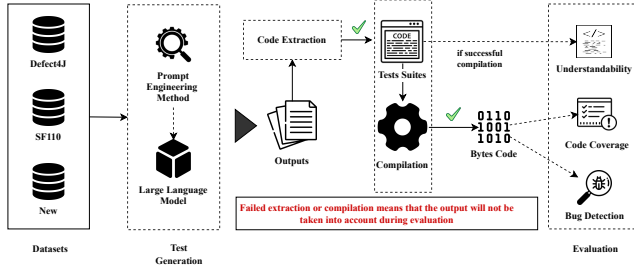 Defect4J
SF110
New
Datasets
Prompt
Engineering
Method
Large Language
Model
Test
Generation
Code Extraction
Outputs
CODE
Tests Suites
Compilation
if successful
compilation
0110
1001
1010
Bytes Code
Understandability
Code Coverage
Bug Detection
Evaluation
Failed extraction or compilation means that the output will not be
taken into account during evaluation